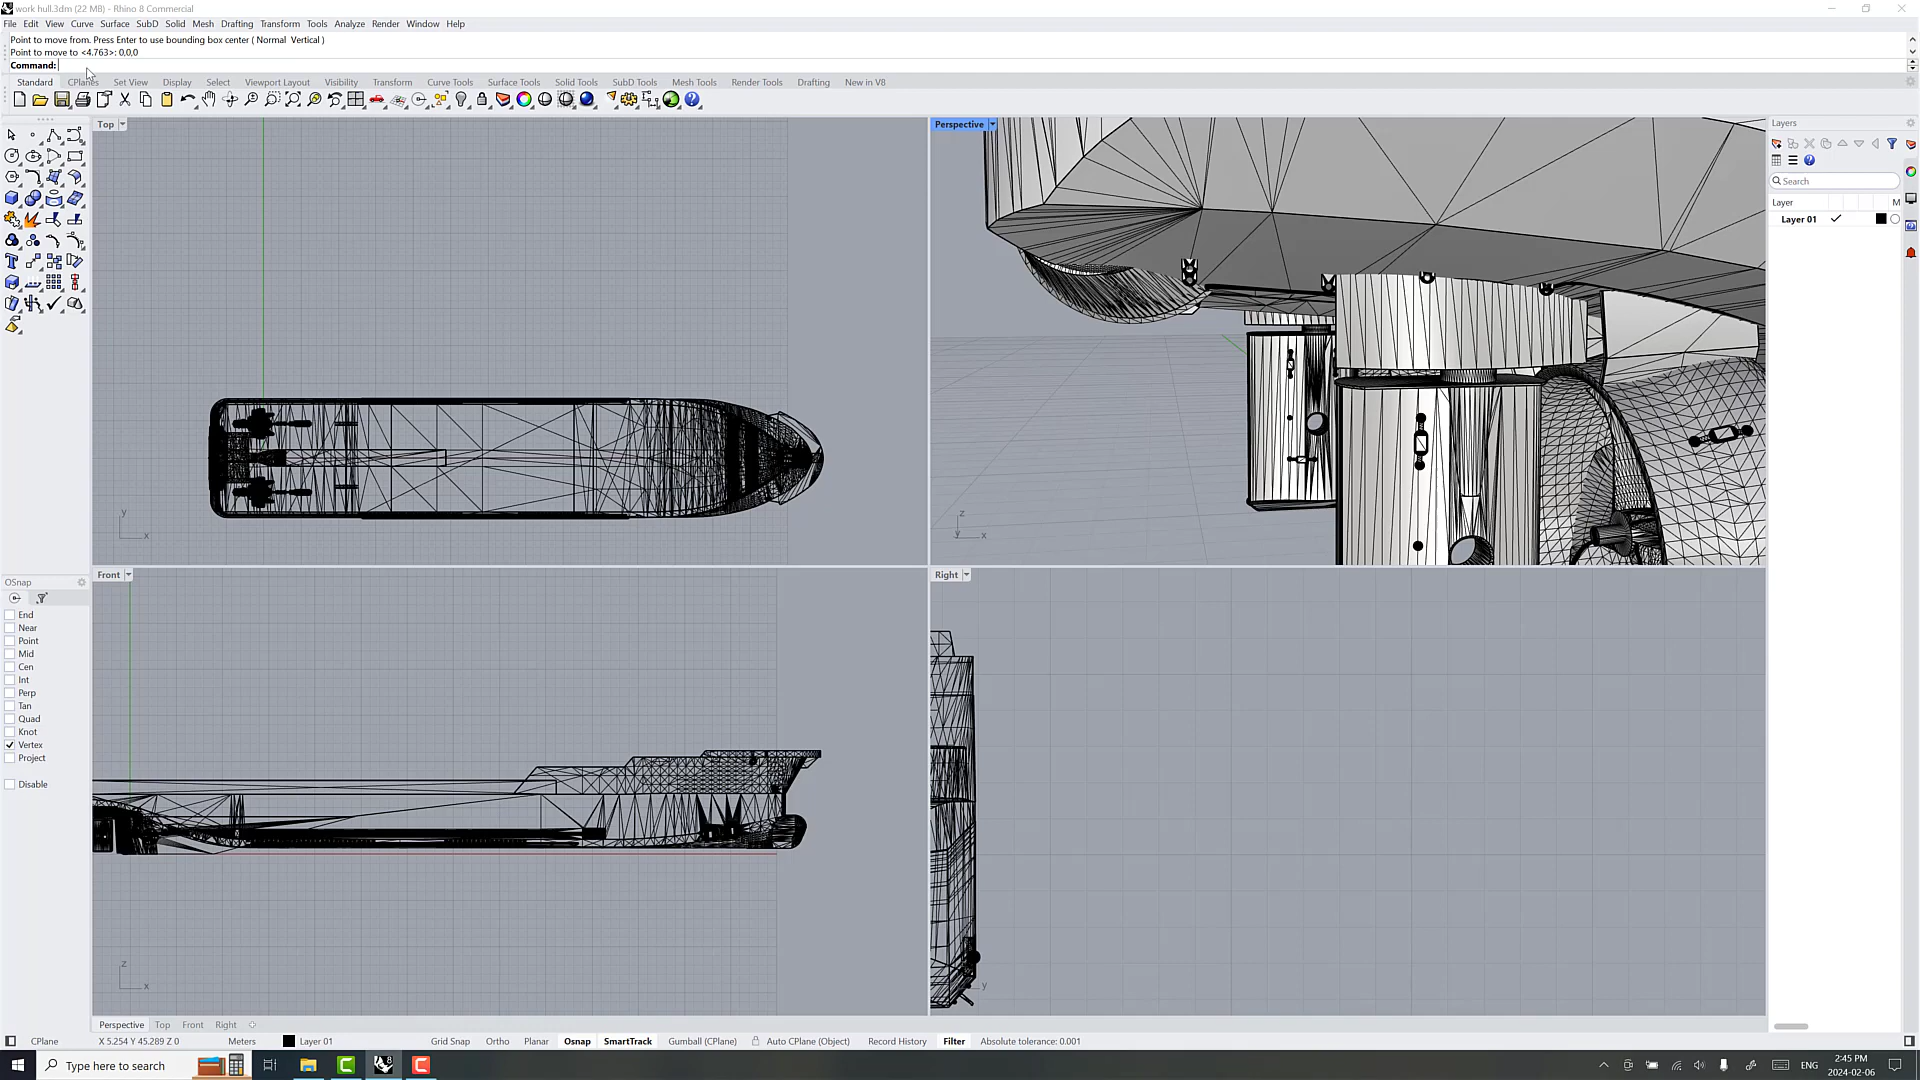 work hull.3dm (22 MB) - Rhino 8 Commercial
File Edit View Curve Surface SubD Solid Mesh Drafting Transform Tools Analyze Render Window Help
Point to move from. Press Enter to use bounding box center ( Normal Vertical )
Point to move to <4.763>: 0,0,0
Command:
Standard CPlanes Set View Display Select Viewport Layout Visibility Transform Curve Tools Surface Tools Solid Tools SubD Tools Mesh Tools Render Tools Drafting New in V8
Top
Perspective
Layers
Search
Layer M
Layer 01
y
x
z
y
x
OSnap
End
Near
Point
Mid
Cen
Int
Perp
Tan
Quad
Knot
Vertex
Project
Disable
Front
Right
z
x
y
Perspective Top Front Right
CPlane X 5.254 Y 45.289 Z 0 Meters Layer 01 Grid Snap Ortho Planar Osnap SmartTrack Gumball (CPlane) Auto CPlane (Object) Record History Filter Absolute tolerance: 0.001
Type here to search
8
ENG
2:45 PM
2024-02-06